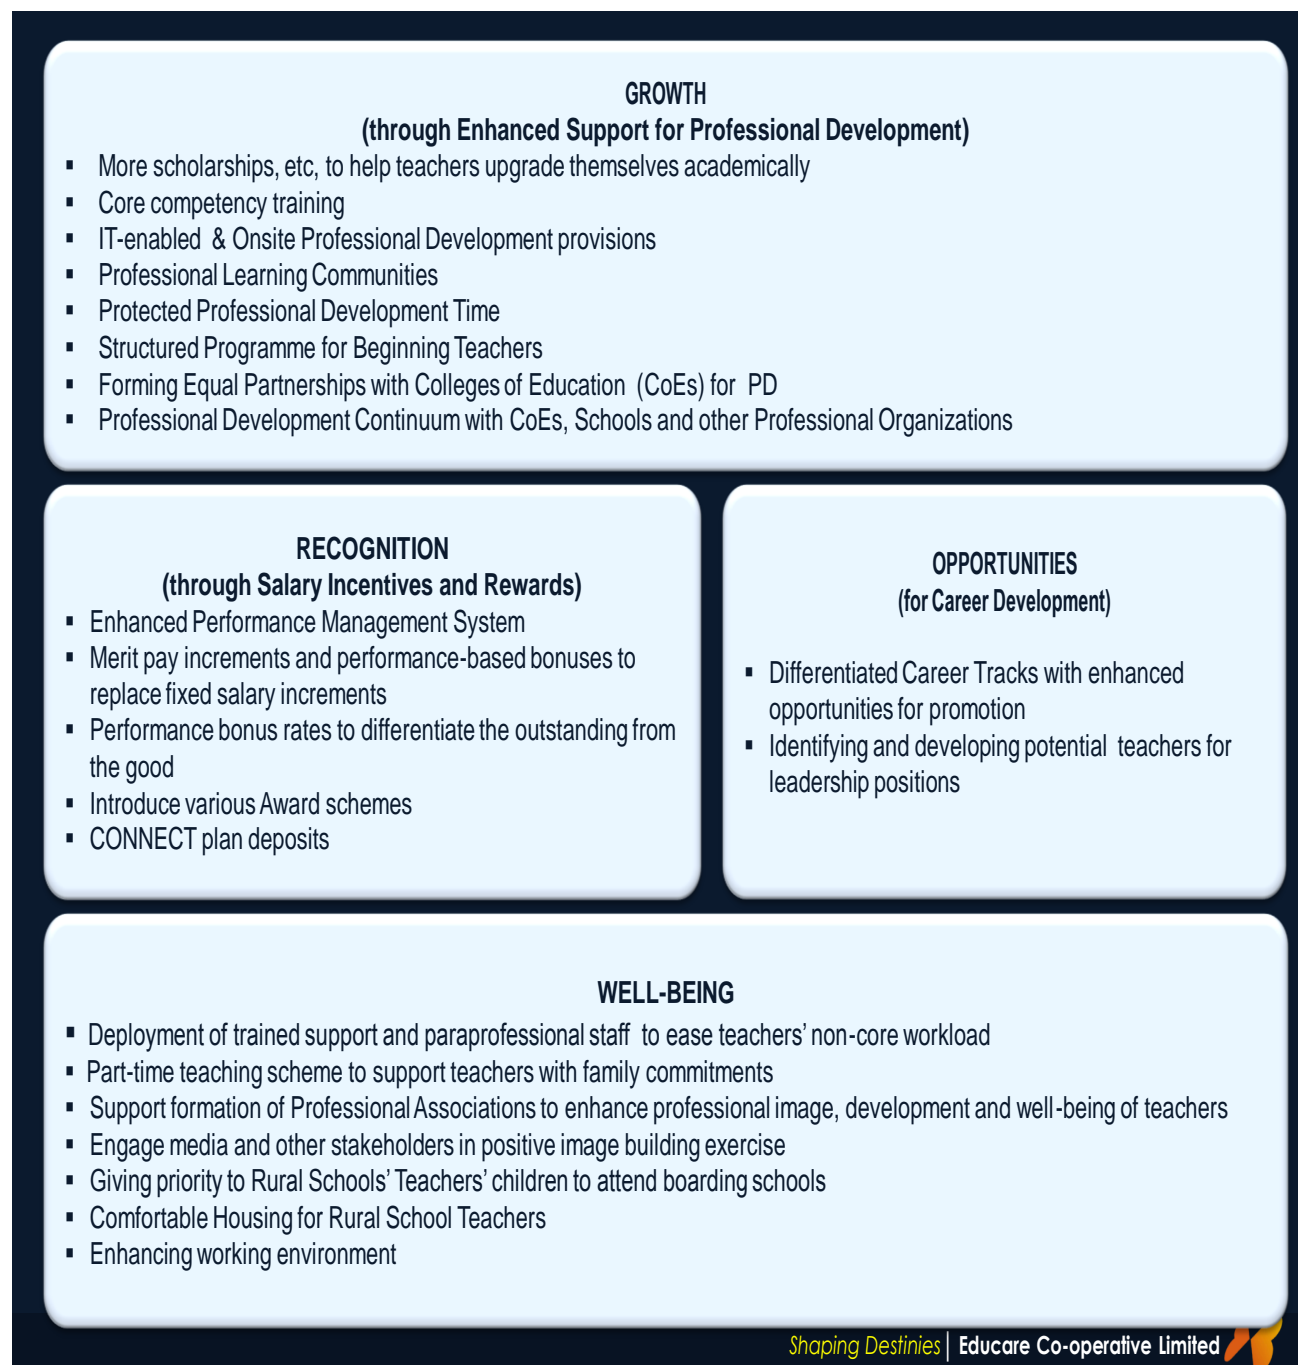 GROWTH
(through Enhanced Support for Professional Development)
▪ More scholarships, etc, to help teachers upgrade themselves academically
▪ Core competency training
▪ IT-enabled & Onsite Professional Development provisions
▪ Professional Learning Communities
▪ Protected Professional Development Time
▪ Structured Programme for Beginning Teachers
▪ Forming Equal Partnerships with Colleges of Education (CoEs) for PD
▪ Professional Development Continuum with CoEs, Schools and other Professional Organizations
RECOGNITION
(through Salary Incentives and Rewards)
▪ Enhanced Performance Management System
▪ Merit pay increments and performance-based bonuses to
replace fixed salary increments
▪ Performance bonus rates to differentiate the outstanding from
the good
▪ Introduce various Award schemes
▪ CONNECT plan deposits
OPPORTUNITIES
(for Career Development)
▪ Differentiated Career Tracks with enhanced
opportunities for promotion
▪ Identifying and developing potential teachers for
leadership positions
WELL-BEING
▪ Deployment of trained support and paraprofessional staff to ease teachers’ non-core workload
▪ Part-time teaching scheme to support teachers with family commitments
▪ Support formation of Professional Associations to enhance professional image, development and well-being of teachers
▪ Engage media and other stakeholders in positive image building exercise
▪ Giving priority to Rural Schools’ Teachers’ children to attend boarding schools
▪ Comfortable Housing for Rural School Teachers
▪ Enhancing working environment
Shaping Destinies | Educare Co-operative Limited